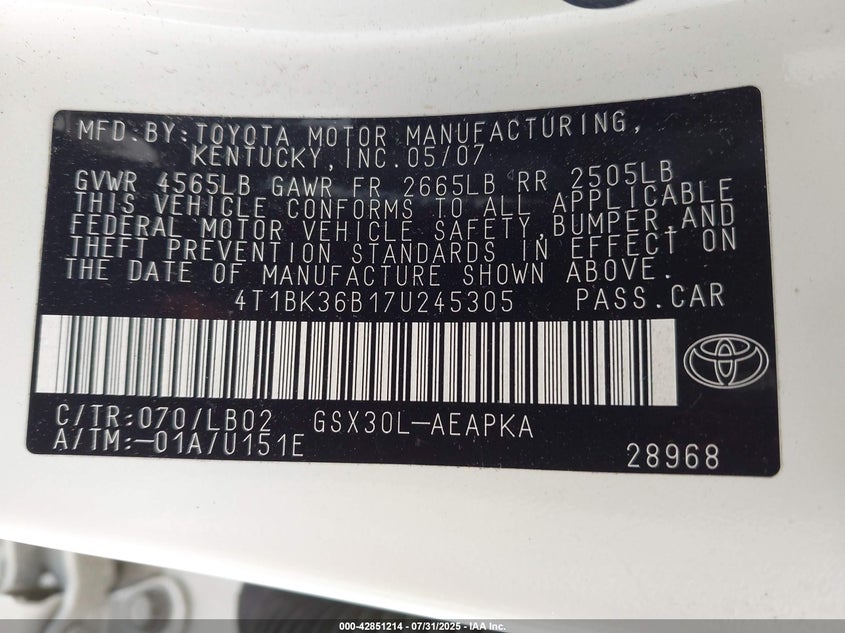 MFD.BY:TOYOTA MOTOR MANUFACTURING,
KENTUCKY,INC.05/07
GVWR 4565LB GAWR FR 2665LB RR 2505LB
THIS VEHICLE CONFORMS TO ALL APPLICABLE
FEDERAL MOTOR VEHICLE SAFETY,BUMPER,AND
THEFT PREVENTION STANDARDS IN EFFECT ON
THE DATE OF MANUFACTURE SHOWN ABOVE.
4T1BK36B17U245305 PASS.CAR
C/TR:070/LB02 GSX30L-AEAPKA
A/TM:-01A/U151E
28968
000-42851214 - 07/31/2025 - IAA Inc.